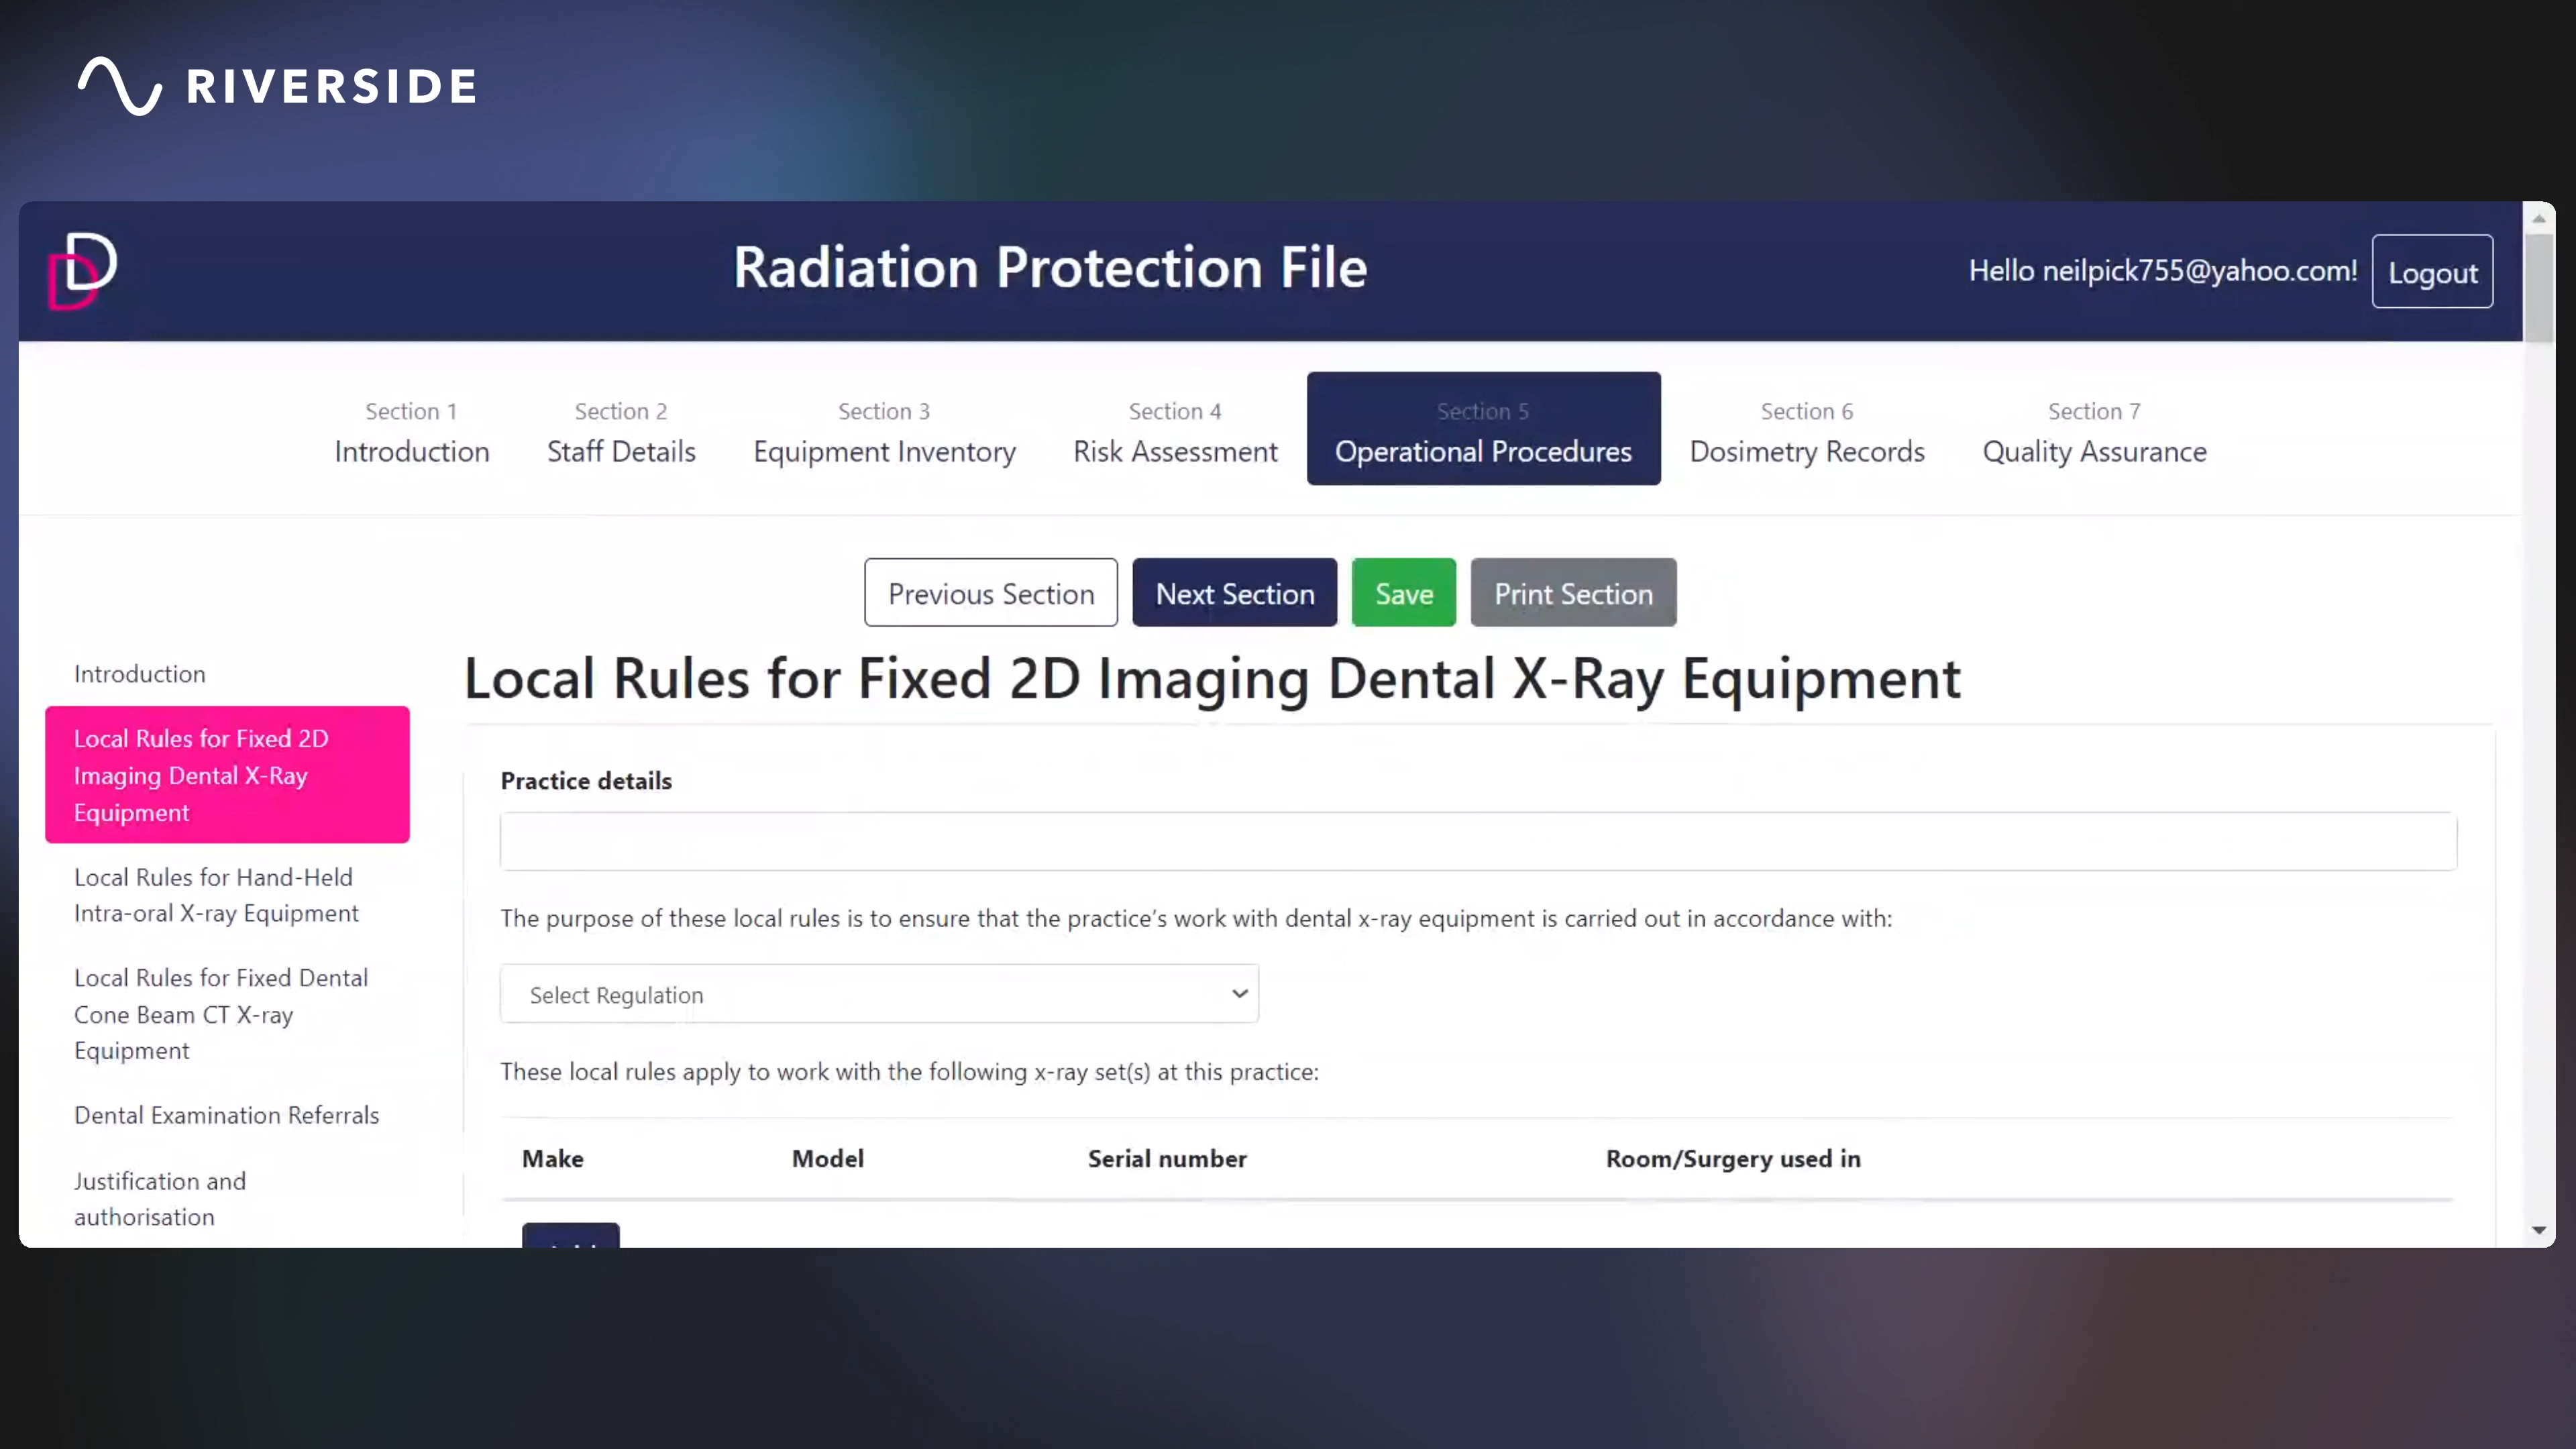 RIVERSIDE
Radiation Protection File
Hello neilpick755@yahoo.com!
Logout
Section 1
Introduction
Section 2
Staff Details
Section 3
Equipment Inventory
Section 4
Risk Assessment
Section 5
Operational Procedures
Section 6
Dosimetry Records
Section 7
Quality Assurance
Previous Section
Next Section
Save
Print Section
Introduction
Local Rules for Fixed 2D
Imaging Dental X-Ray
Equipment
Local Rules for Hand-Held
Intra-oral X-ray Equipment
Local Rules for Fixed Dental
Cone Beam CT X-ray
Equipment
Dental Examination Referrals
Justification and
authorisation
Local Rules for Fixed 2D Imaging Dental X-Ray Equipment
Practice details
The purpose of these local rules is to ensure that the practice’s work with dental x-ray equipment is carried out in accordance with:
Select Regulation
These local rules apply to work with the following x-ray set(s) at this practice:
Make Model Serial number Room/Surgery used in